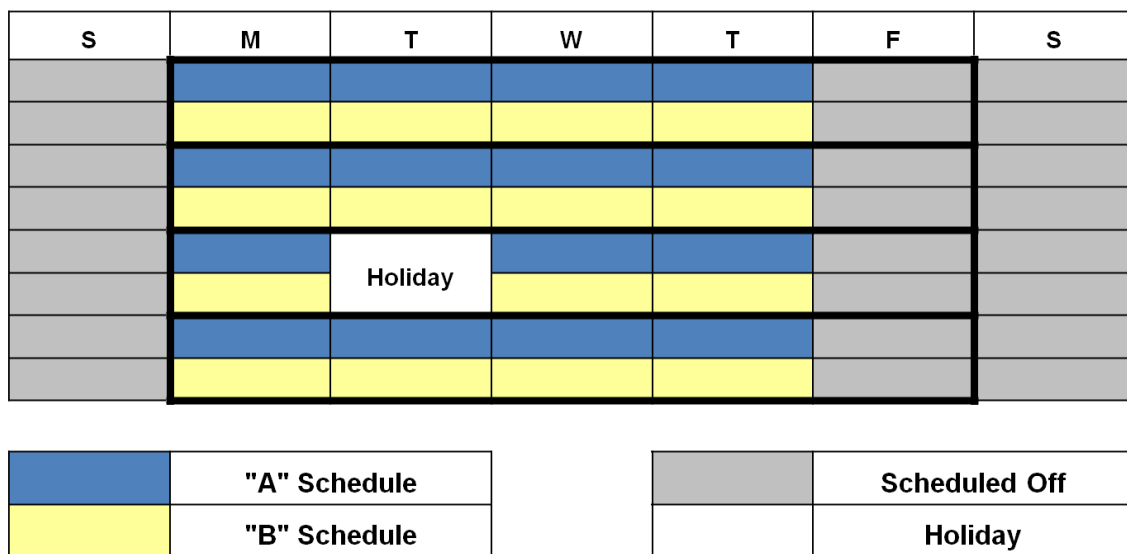 S M T W T F S
Holiday
"A" Schedule Scheduled Off
"B" Schedule Holiday